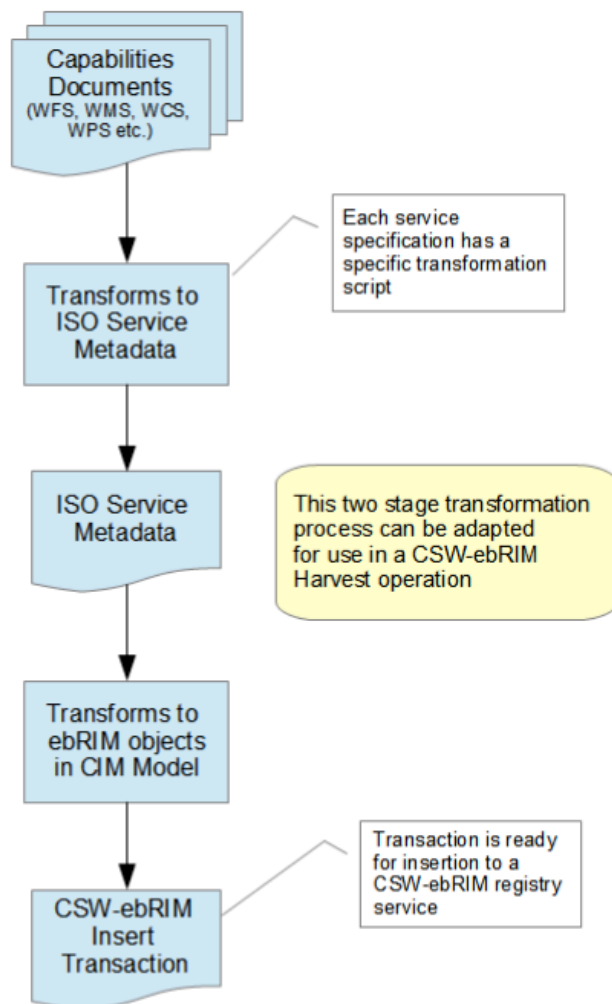 Capabilities
Documents
(WFS, WMS, WCS,
WPS etc.)
Each service
specification has a
specific transformation
script
Transforms to
ISO Service
Metadata
ISO Service
Metadata
This two stage transformation
process can be adapted
for use in a CSW-ebRIM
Harvest operation
Transforms to
ebRIM objects
in CIM Model
Transaction is ready
for insertion to a
CSW-ebRIM registry
service
CSW-ebRIM
Insert
Transaction